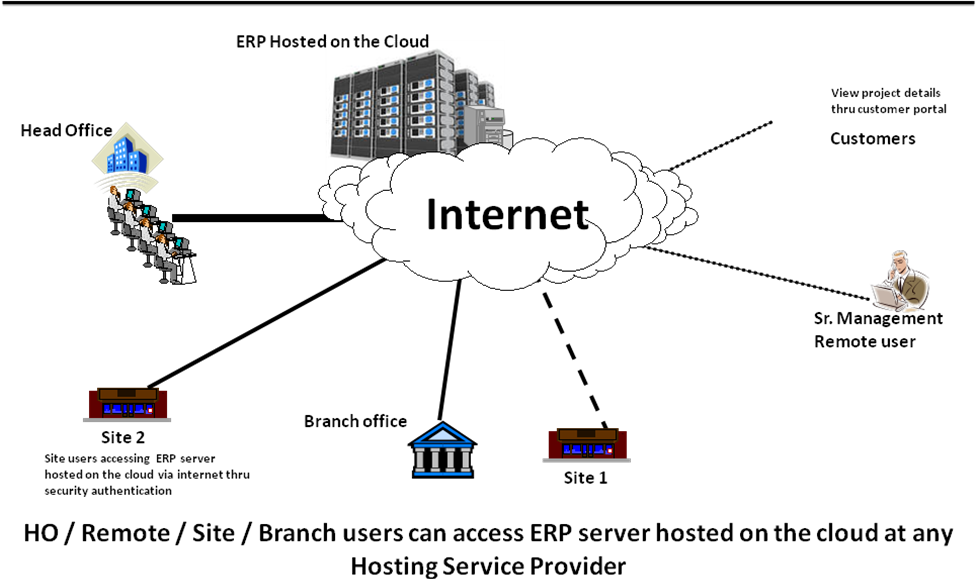 ERP Hosted on the Cloud
View project details
thru customer portal
Customers
Head Office
Internet
Sr. Management
Remote user
Branch office
Site 2
Site users accessing ERP server
hosted on the cloud via internet thru
security authentication
Site 1
HO / Remote / Site / Branch users can access ERP server hosted on the cloud at any
Hosting Service Provider